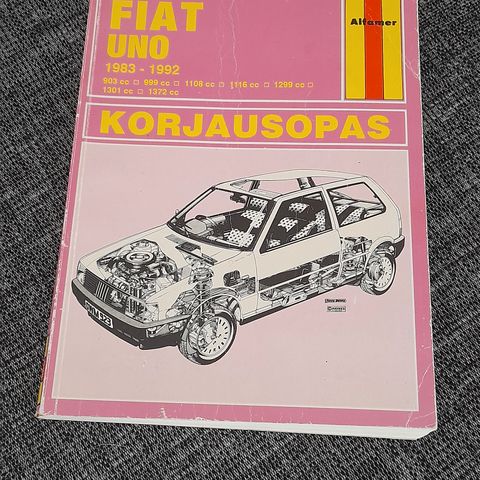 FIAT
UNO
Alfamer
1983 - 1992
903 cc □ 999 cc □ 1108 cc □ 1116 cc □ 1299 cc □
1301 cc □ 1372 cc
KORJAUSOPAS